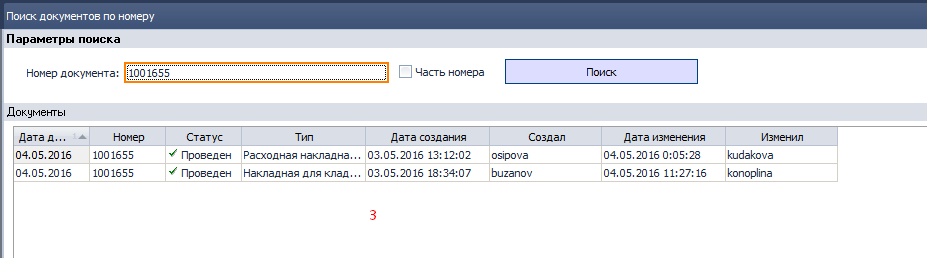 Поиск документов по номеру
Параметры поиска
Номер документа: 1001655 Часть номера Поиск
Документы
Дата д... Номер Статус Тип Дата создания Создал Дата изменения Изменил
04.05.2016 1001655 Проведен Расходная накладна... 03.05.2016 13:12:02 osipova 04.05.2016 0:05:28 kudakova
04.05.2016 1001655 Проведен Накладная для клад... 03.05.2016 18:34:07 buzanov 04.05.2016 11:27:16 konoplina
3